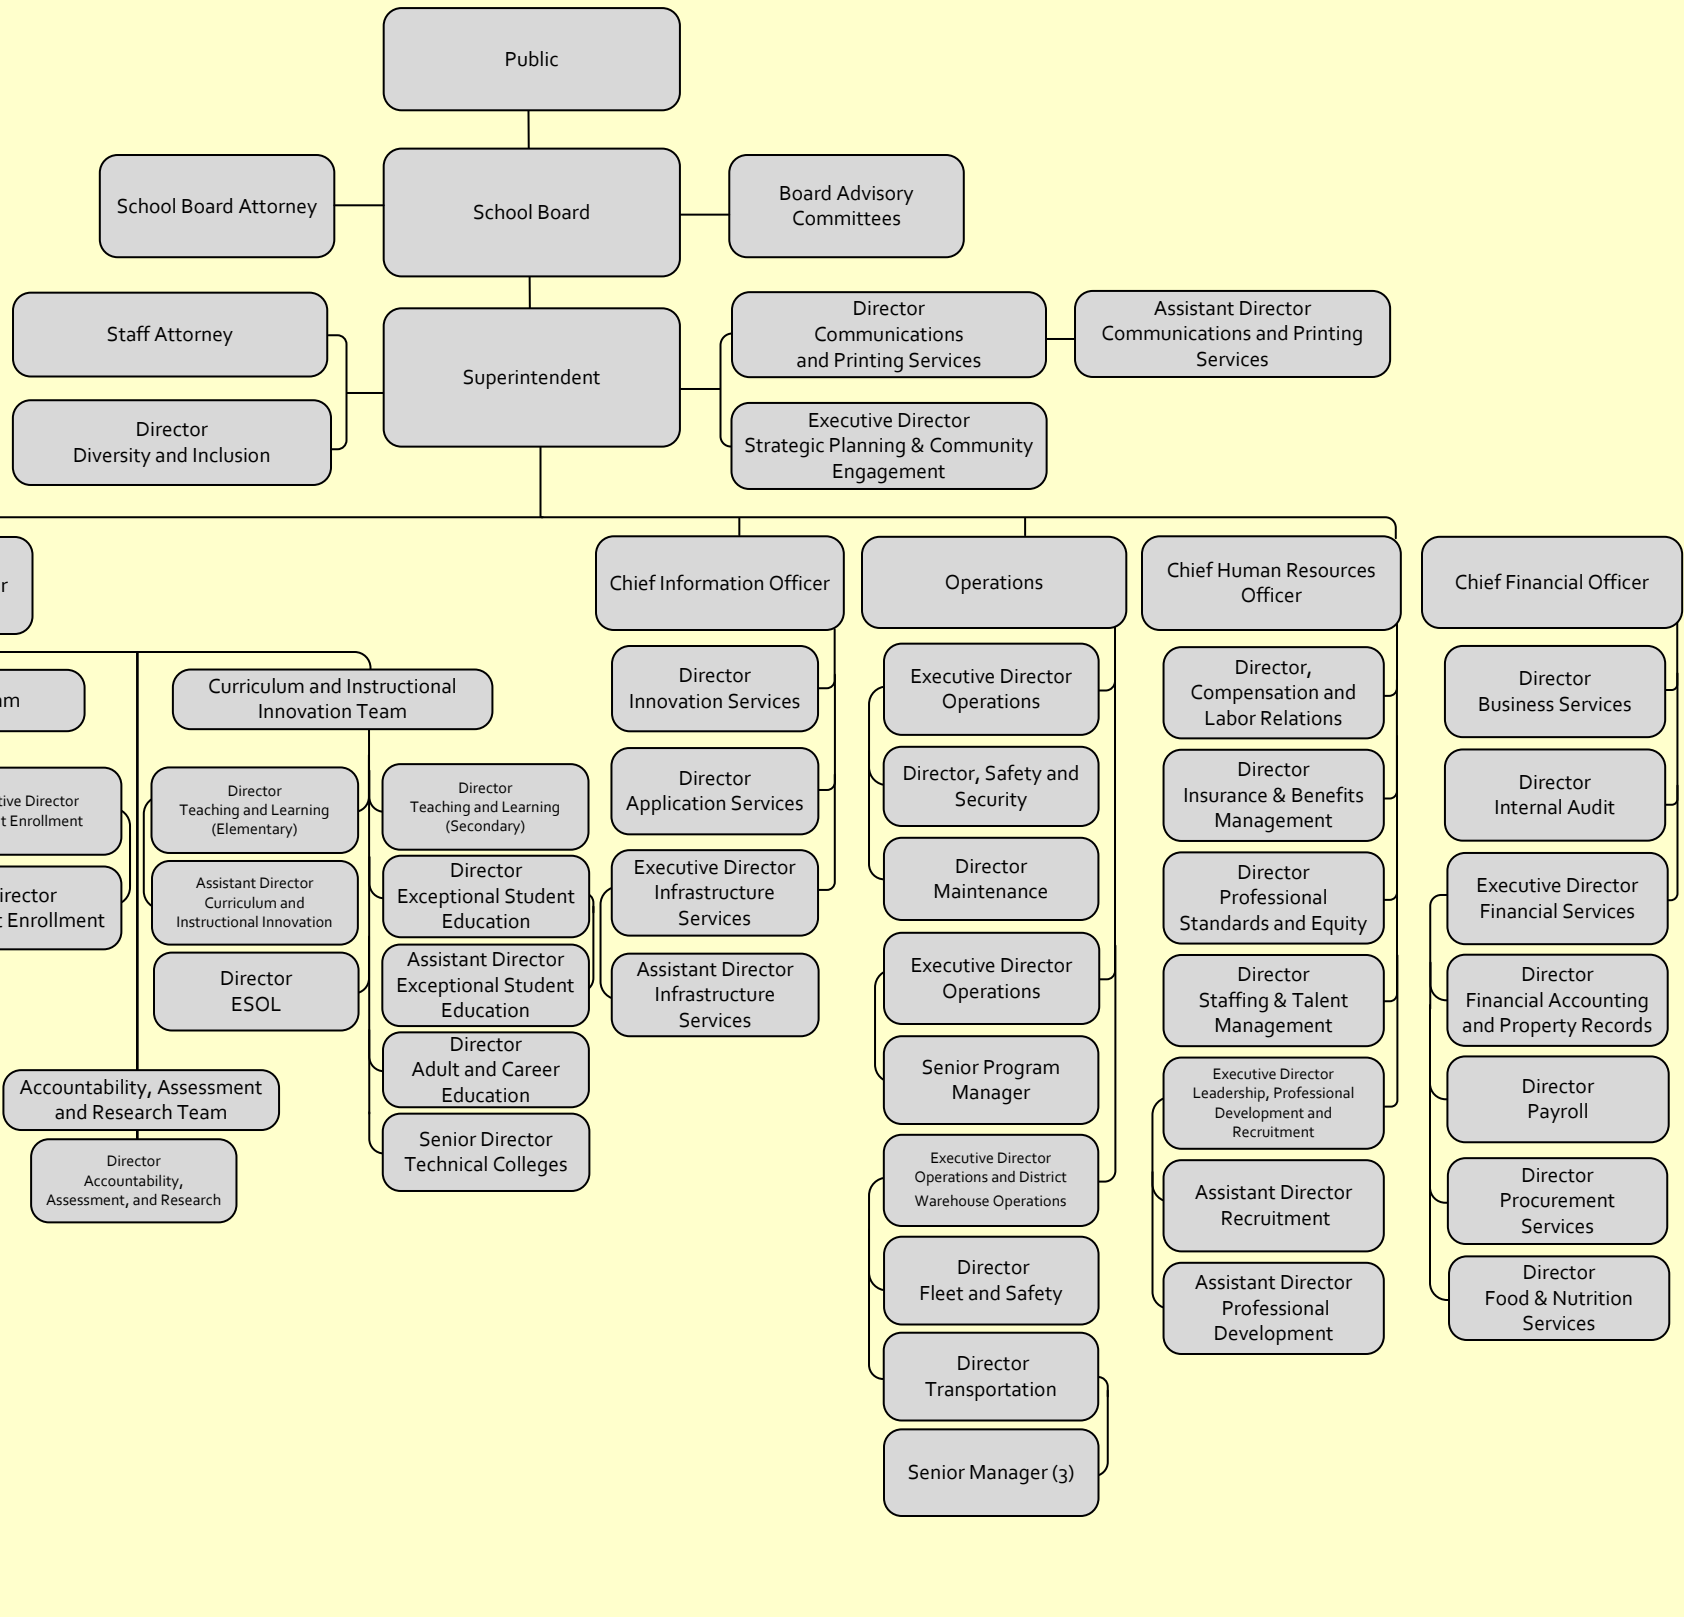 Public
School Board Attorney
School Board
Board Advisory
Committees
Staff Attorney
Director
Diversity and Inclusion
Superintendent
Director
Communications
and Printing Services
Assistant Director
Communications and Printing
Services
Executive Director
Strategic Planning & Community
Engagement
Chief Information Officer
Operations
Chief Human Resources
Officer
Chief Financial Officer
Curriculum and Instructional
Innovation Team
Director
t Enrollment
Enrollment
Director
Teaching and Learning
(Elementary)
Assistant Director
Curriculum and
Instructional Innovation
Director
ESOL
Accountability, Assessment
and Research Team
Director
Accountability,
Assessment, and Research
Director
Teaching and Learning
(Secondary)
Director
Exceptional Student
Education
Assistant Director
Exceptional Student
Education
Director
Adult and Career
Education
Senior Director
Technical Colleges
Director
Innovation Services
Director
Application Services
Executive Director
Infrastructure
Services
Assistant Director
Infrastructure
Services
Executive Director
Operations
Director, Safety and
Security
Director
Maintenance
Executive Director
Operations
Senior Program
Manager
Executive Director
Operations and District
Warehouse Operations
Director
Fleet and Safety
Director
Transportation
Senior Manager (3)
Director,
Compensation and
Labor Relations
Director
Insurance & Benefits
Management
Director
Professional
Standards and Equity
Director
Staffing & Talent
Management
Executive Director
Leadership, Professional
Development and
Recruitment
Assistant Director
Recruitment
Assistant Director
Professional
Development
Director
Business Services
Director
Internal Audit
Executive Director
Financial Services
Director
Financial Accounting
and Property Records
Director
Payroll
Director
Procurement
Services
Director
Food & Nutrition
Services